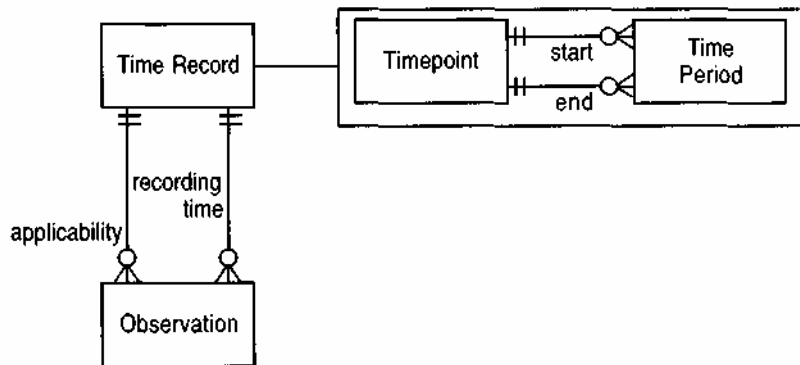 Time Record
Timepoint
start
end
Time
Period
recording
time
applicability
Observation